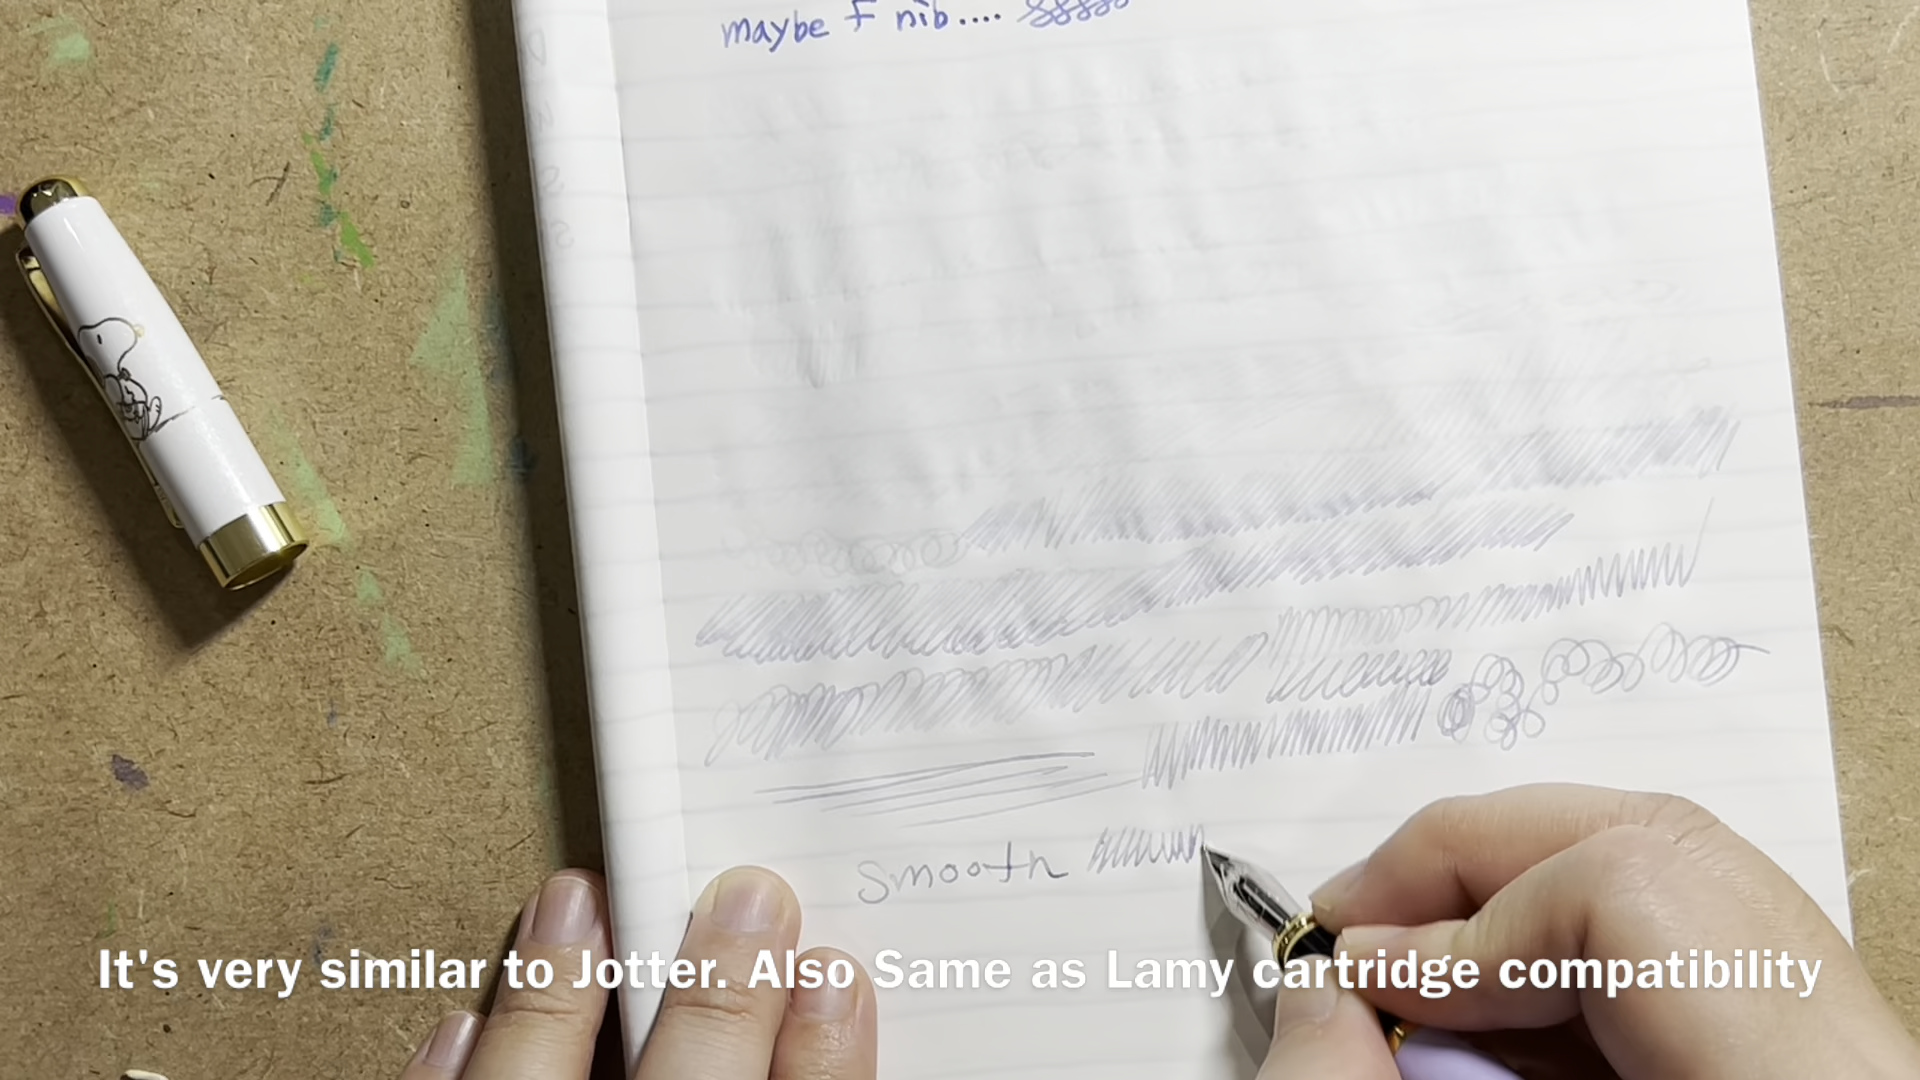 maybe F nib....
Smooth
It's very similar to Jotter. Also Same as Lamy cartridge compatibility